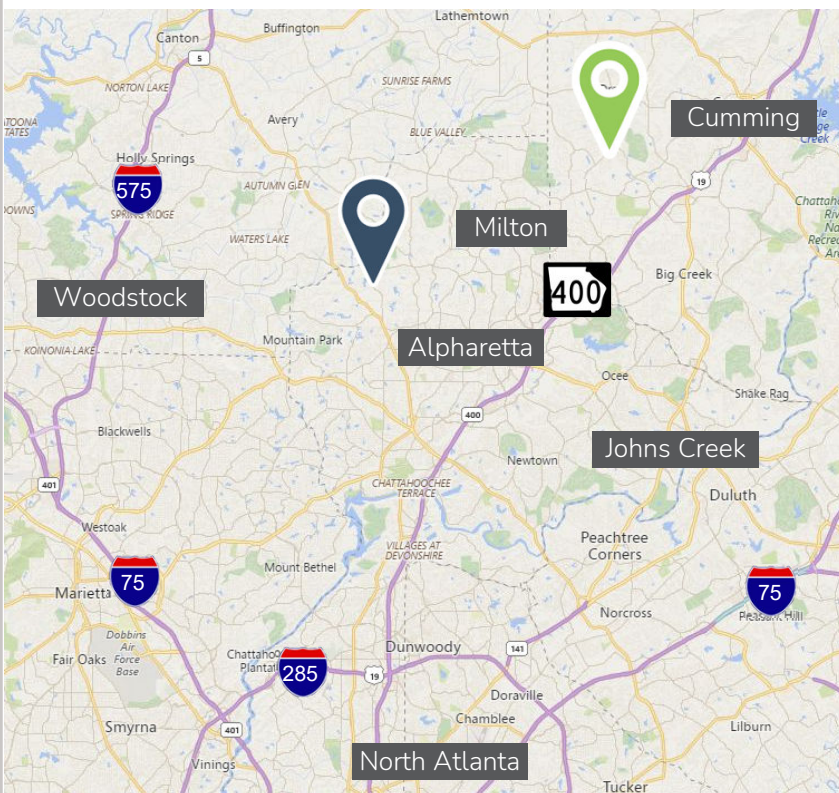 Lathemtown
Buffington
Canton
5
NORTON LAKE
SUNRISE FARMS
Cumming
Avery
BLUE VALLEY
Creek
Holly Springs
575
AUTUMN GLEN
19
SPRING RIDGE
Milton
WATERS LAKE
Big Creek
400
Woodstock
Mountain Park
Alpharetta
KOINONIA LAKE
Ocee
Shake Rag
400
Blackwells
Johns Creek
Newtown
401
CHATTAHOOCHEE
TERRACE
Duluth
Westoak
Peachtree
Corners
VILLAGES AT
DEVONSHIRE
Mount Bethel
75
75
Marietta
Norcross
Pleasant Hill
Dobbins
Air
Force
Base
Fair Oaks
Dunwoody
141
285
19
Doraville
Chamblee
Smyrna
401
Lilburn
Vinings
North Atlanta
Tucker